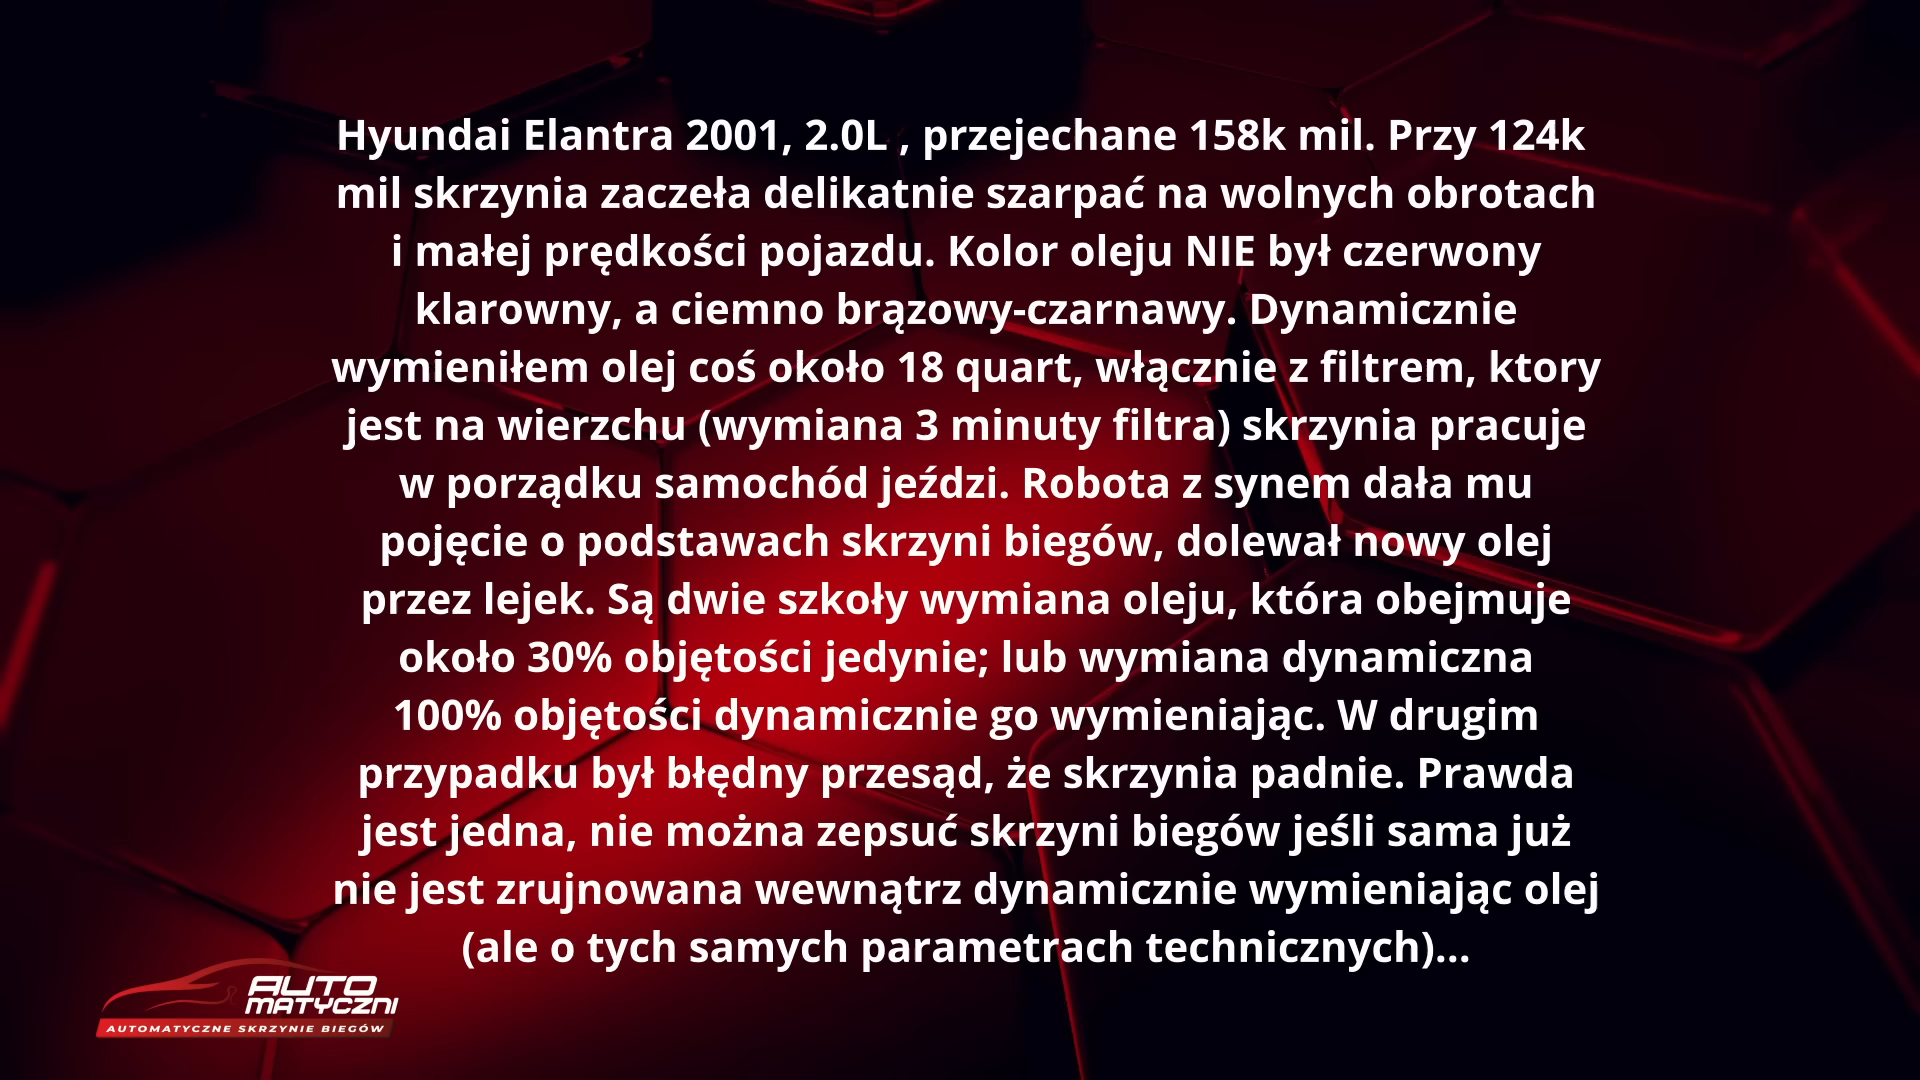 Hyundai Elantra 2001, 2.0L , przejechane 158k mil. Przy 124k
mil skrzynia zaczeła delikatnie szarpać na wolnych obrotach
i małej prędkości pojazdu. Kolor oleju NIE był czerwony
klarowny, a ciemno brązowy-czarnawy. Dynamicznie
wymieniłem olej coś około 18 quart, włącznie z filtrem, ktory
jest na wierzchu (wymiana 3 minuty filtra) skrzynia pracuje
w porządku samochód jeździ. Robota z synem dała mu
pojęcie o podstawach skrzyni biegów, dolewał nowy olej
przez lejek. Są dwie szkoły wymiana oleju, która obejmuje
około 30% objętości jedynie; lub wymiana dynamiczna
100% objętości dynamicznie go wymieniając. W drugim
przypadku był błędny przesąd, że skrzynia padnie. Prawda
jest jedna, nie można zepsuć skrzyni biegów jeśli sama już
nie jest zrujnowana wewnątrz dynamicznie wymieniając olej
(ale o tych samych parametrach technicznych)...
AUTO
MATYCZNI
AUTOMATYCZNE SKRZYNIE BIEGÓW